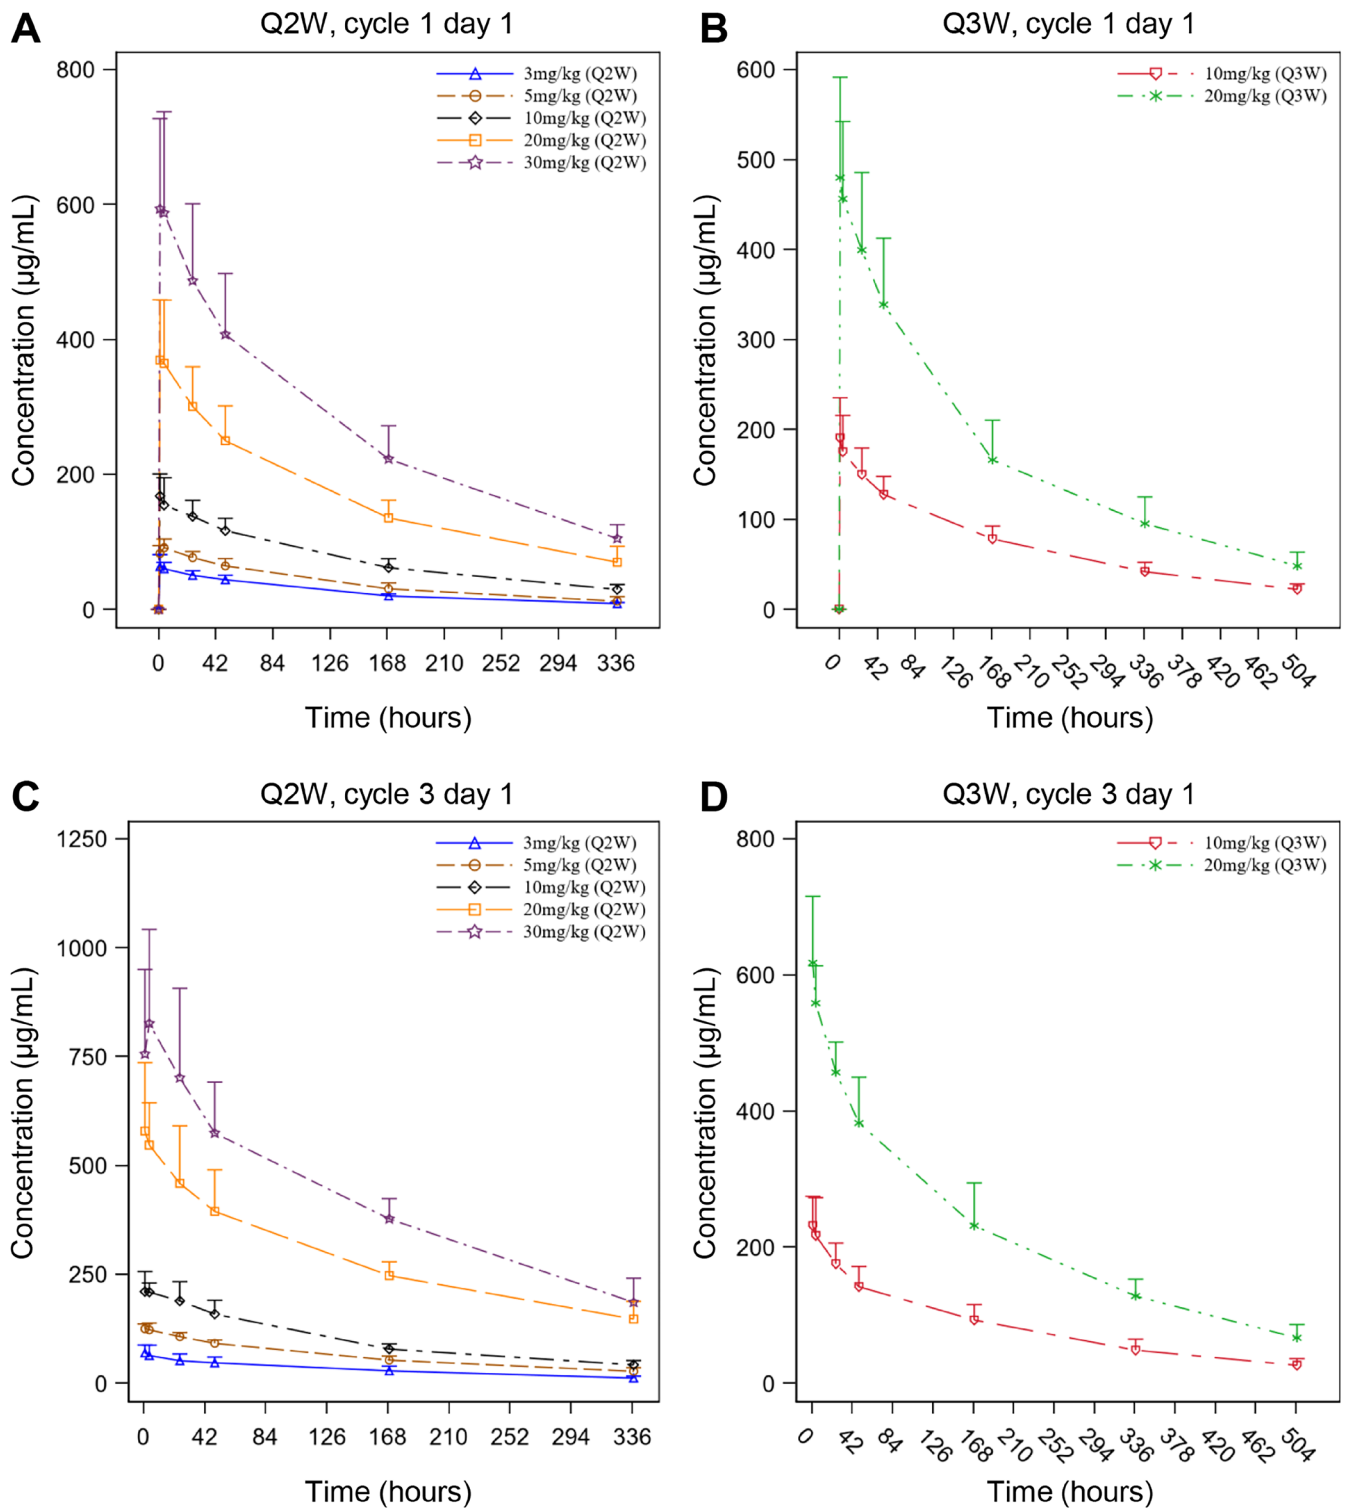 A
Q2W, cycle 1 day 1
800
600
400
200
0
Concentration (µg/mL)
3mg/kg (Q2W)
5mg/kg (Q2W)
10mg/kg (Q2W)
20mg/kg (Q2W)
30mg/kg (Q2W)
0 42 84 126 168 210 252 294 336
Time (hours)
B
Q3W, cycle 1 day 1
600
500
400
300
200
100
0
Concentration (µg/mL)
10mg/kg (Q3W)
20mg/kg (Q3W)
0 42 84 126 168 210 252 294 336 378 420 462 504
Time (hours)
C
Q2W, cycle 3 day 1
1250
1000
750
500
250
0
Concentration (µg/mL)
3mg/kg (Q2W)
5mg/kg (Q2W)
10mg/kg (Q2W)
20mg/kg (Q2W)
30mg/kg (Q2W)
0 42 84 126 168 210 252 294 336
Time (hours)
D
Q3W, cycle 3 day 1
800
600
400
200
0
Concentration (µg/mL)
10mg/kg (Q3W)
20mg/kg (Q3W)
0 42 84 126 168 210 252 294 336 378 420 462 504
Time (hours)